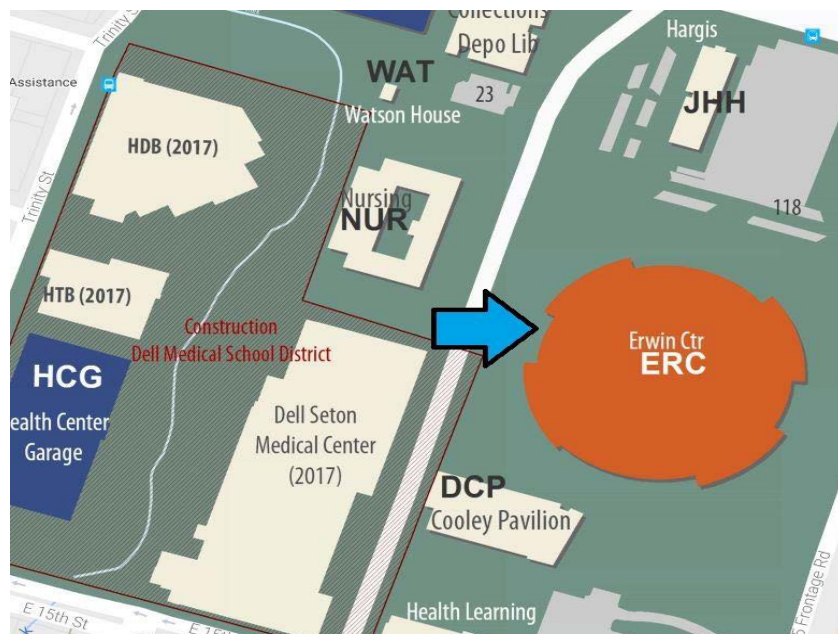 Trinity St
Collections
Depo Lib
Hargis
Assistance
WAT
23
JHH
Watson House
HDB (2017)
118
Nursing
NUR
Trinity St
HTB (2017)
Construction
Dell Medical School District
Erwin Ctr
ERC
HCG
ealth Center
Garage
Dell Seton
Medical Center
(2017)
DCP
Cooley Pavilion
Frontage Rd
E 15th St
E 15th
Health Learning